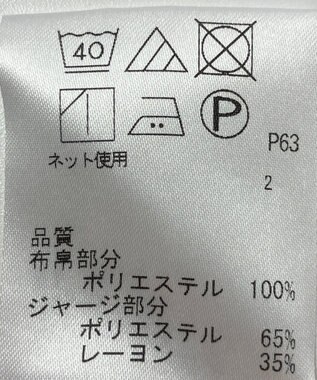 40
P
ネット使用
P63
2
品質
布帛部分
ポリエステル 100%
ジャージ部分
ポリエステル 65%
レーヨン 35%